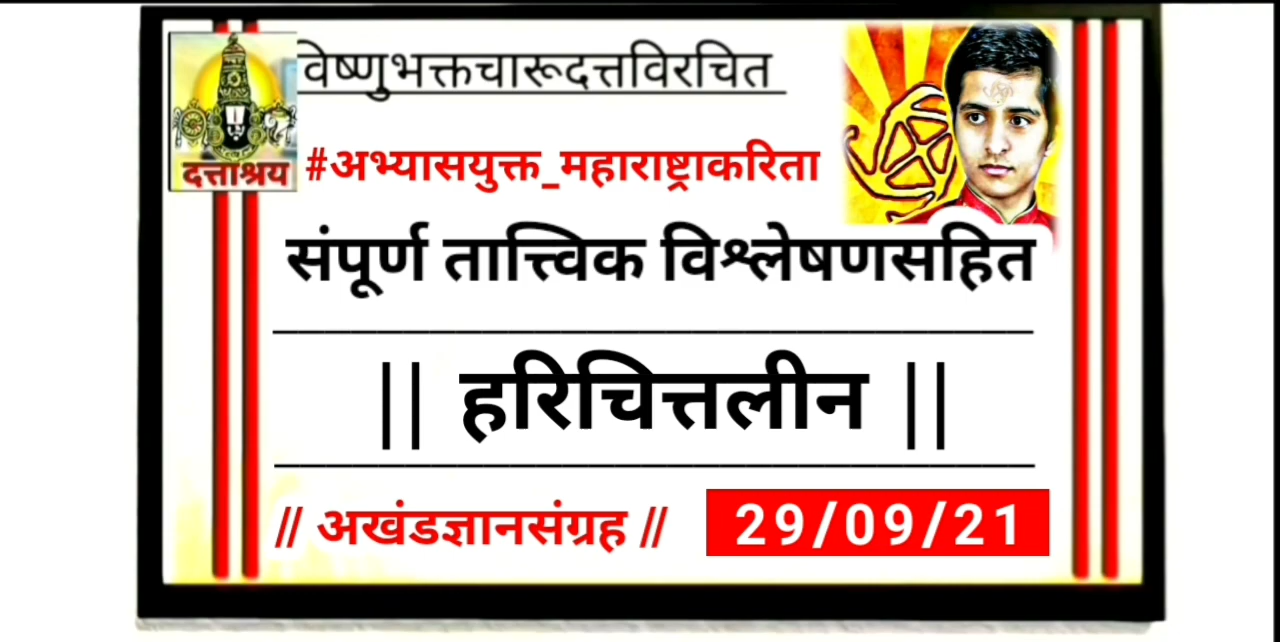 विष्णुभक्तचारूदत्तविरचित
दत्ताश्रय
#अभ्यासयुक्त_महाराष्ट्राकरिता
संपूर्ण तात्त्विक विश्लेषणसहित
|| हरिचित्तलीन ||
// अखंडज्ञानसंग्रह // 29/09/21